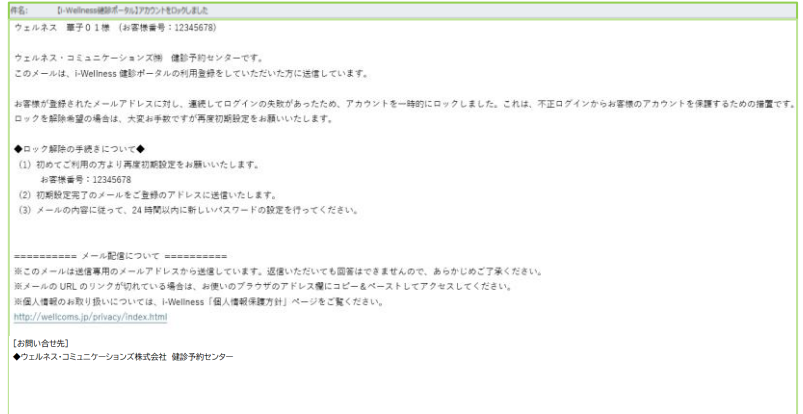 件名: 【i-Wellness健診ポータル】アカウントをロックしました
ウェルネス 華子０１様 (お客様番号：12345678)
ウェルネス・コミュニケーションズ㈱ 健診予約センターです。
このメールは、i-Wellness 健診ポータルの利用登録をしていただいた方に送信しています。
お客様が登録されたメールアドレスに対し、連続してログインの失敗があったため、アカウントを一時的にロックしました。これは、不正ログインからお客様のアカウントを保護するための措置です。
ロックを解除希望の場合は、大変お手数ですが再度初期設定をお願いいたします。
◆ロック解除の手続きについて◆
(1) 初めてご利用の方より再度初期設定をお願いいたします。
お客様番号：12345678
(2) 初期設定完了のメールをご登録のアドレスに送信いたします。
(3) メールの内容に従って、24 時間以内に新しいパスワードの設定を行ってください。
========== メール配信について ==========
※このメールは送信専用のメールアドレスから送信しています。返信いただいても回答はできませんので、あらかじめご了承ください。
※メールの URL のリンクが切れている場合は、お使いのブラウザのアドレス欄にコピー＆ペーストしてアクセスしてください。
※個人情報のお取り扱いについては、i-Wellness「個人情報保護方針」ページをご覧ください。
http://wellcoms.jp/privacy/index.html
[お問い合せ先]
◆ウェルネス・コミュニケーションズ株式会社 健診予約センター